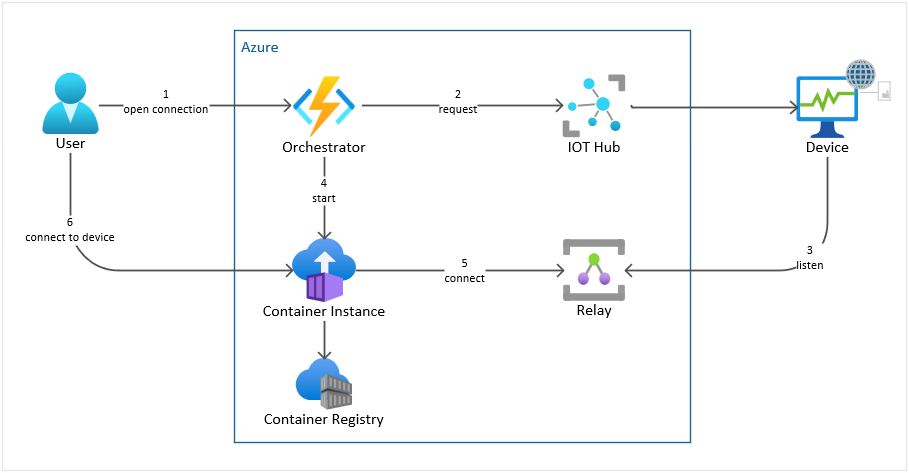 Azure
1
open connection
2
request
User
Orchestrator
IOT Hub
Device
4
start
6
connect to device
3
listen
5
connect
Container Instance
Relay
Container Registry